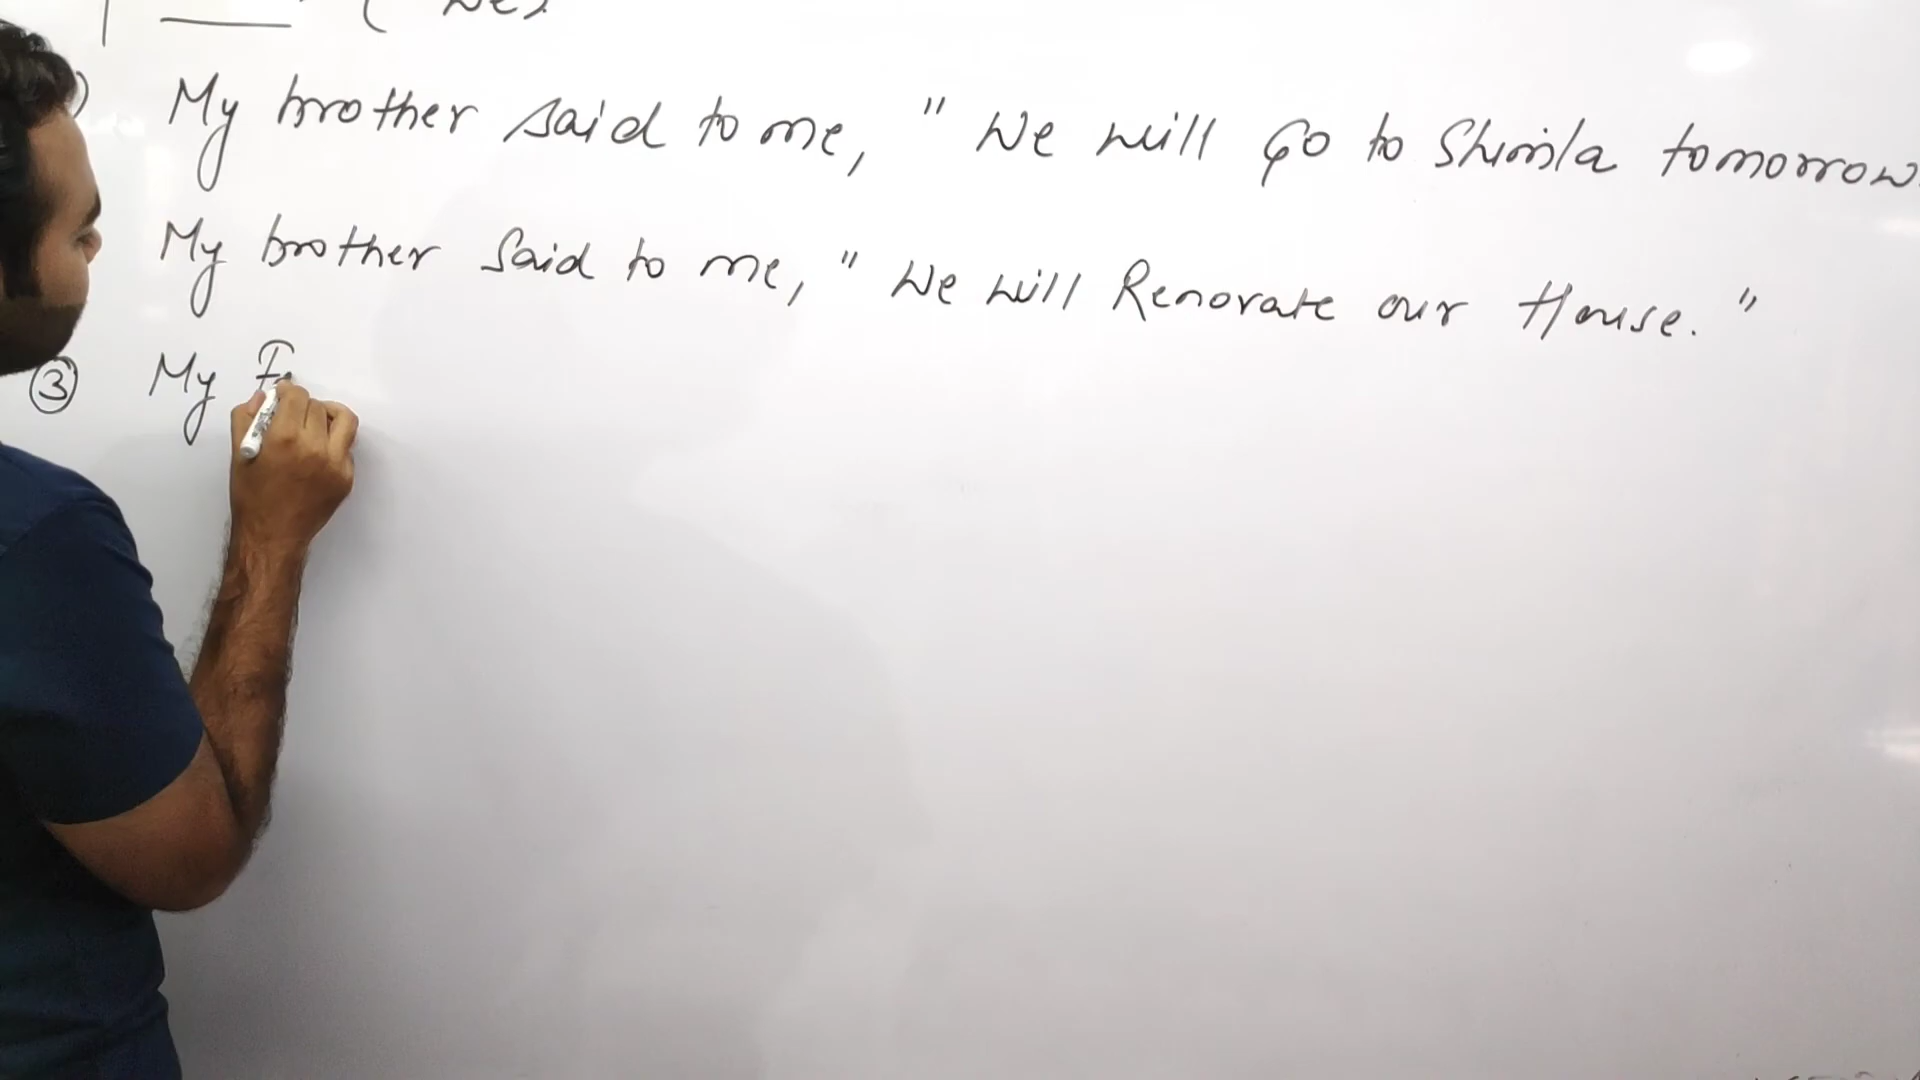 My brother said to me, " We will Go to Shimla tomorrow.
My brother said to me, " We will Renovate our House. "
③ My